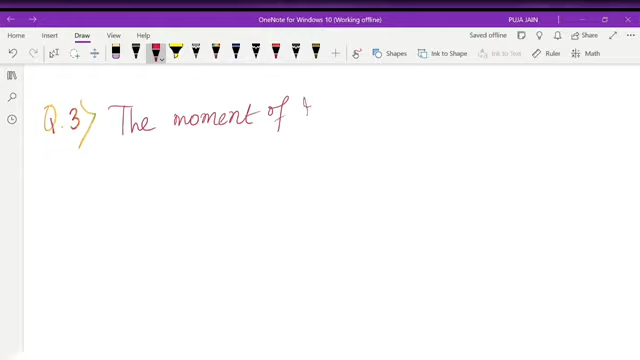 OneNote for Windows 10 (Working offline)
PUJA JAIN
Home Insert Draw View Help
Saved offline Share
Shapes Ink to Shape Ink to Text Ruler Math
Q.3) The moment of